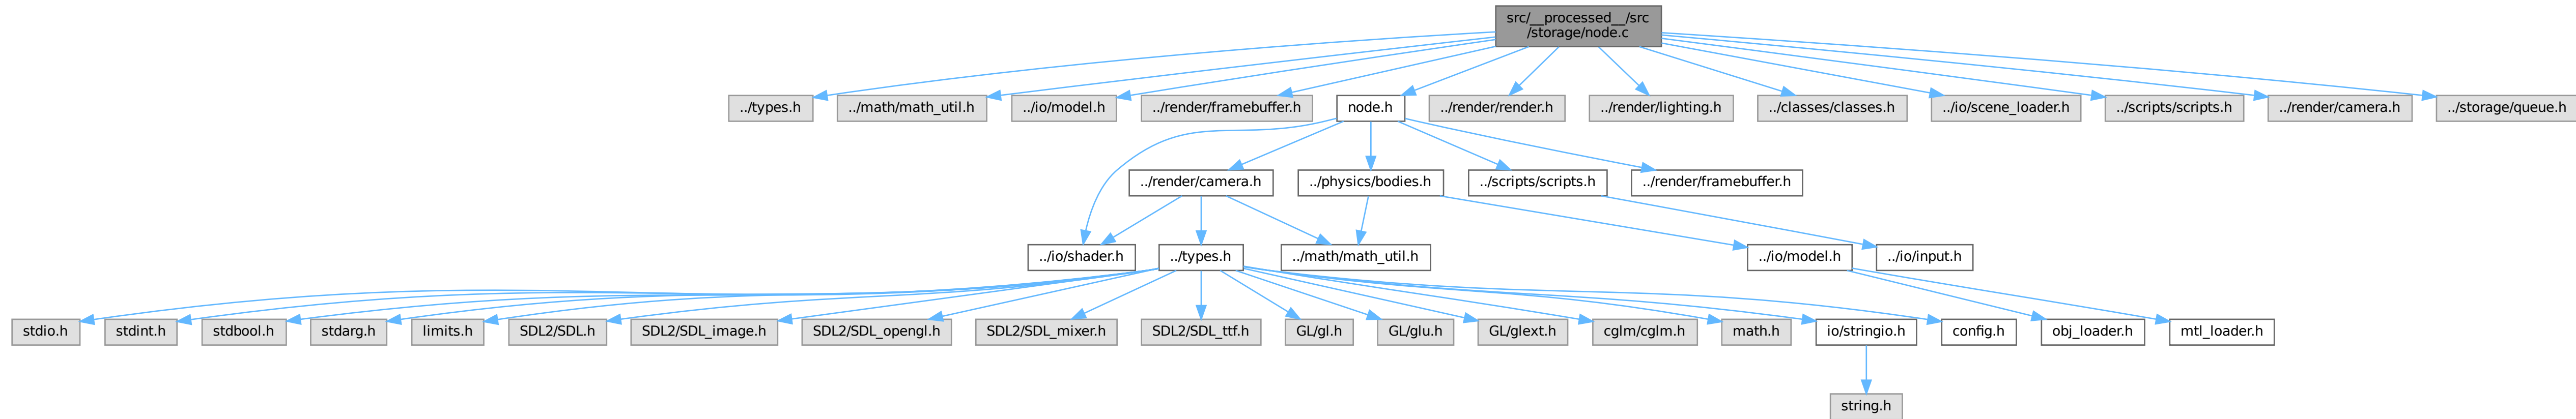 src/__processed__/src
/storage/node.c
../types.h
../math/math_util.h
../io/model.h
../render/framebuffer.h
node.h
../render/render.h
../render/lighting.h
../classes/classes.h
../io/scene_loader.h
../scripts/scripts.h
../render/camera.h
../storage/queue.h
../render/camera.h
../physics/bodies.h
../scripts/scripts.h
../render/framebuffer.h
../io/shader.h
../types.h
../math/math_util.h
../io/model.h
../io/input.h
stdio.h
stdint.h
stdbool.h
stdarg.h
limits.h
SDL2/SDL.h
SDL2/SDL_image.h
SDL2/SDL_opengl.h
SDL2/SDL_mixer.h
SDL2/SDL_ttf.h
GL/gl.h
GL/glu.h
GL/glext.h
cglm/cglm.h
math.h
io/stringio.h
config.h
obj_loader.h
mtl_loader.h
string.h